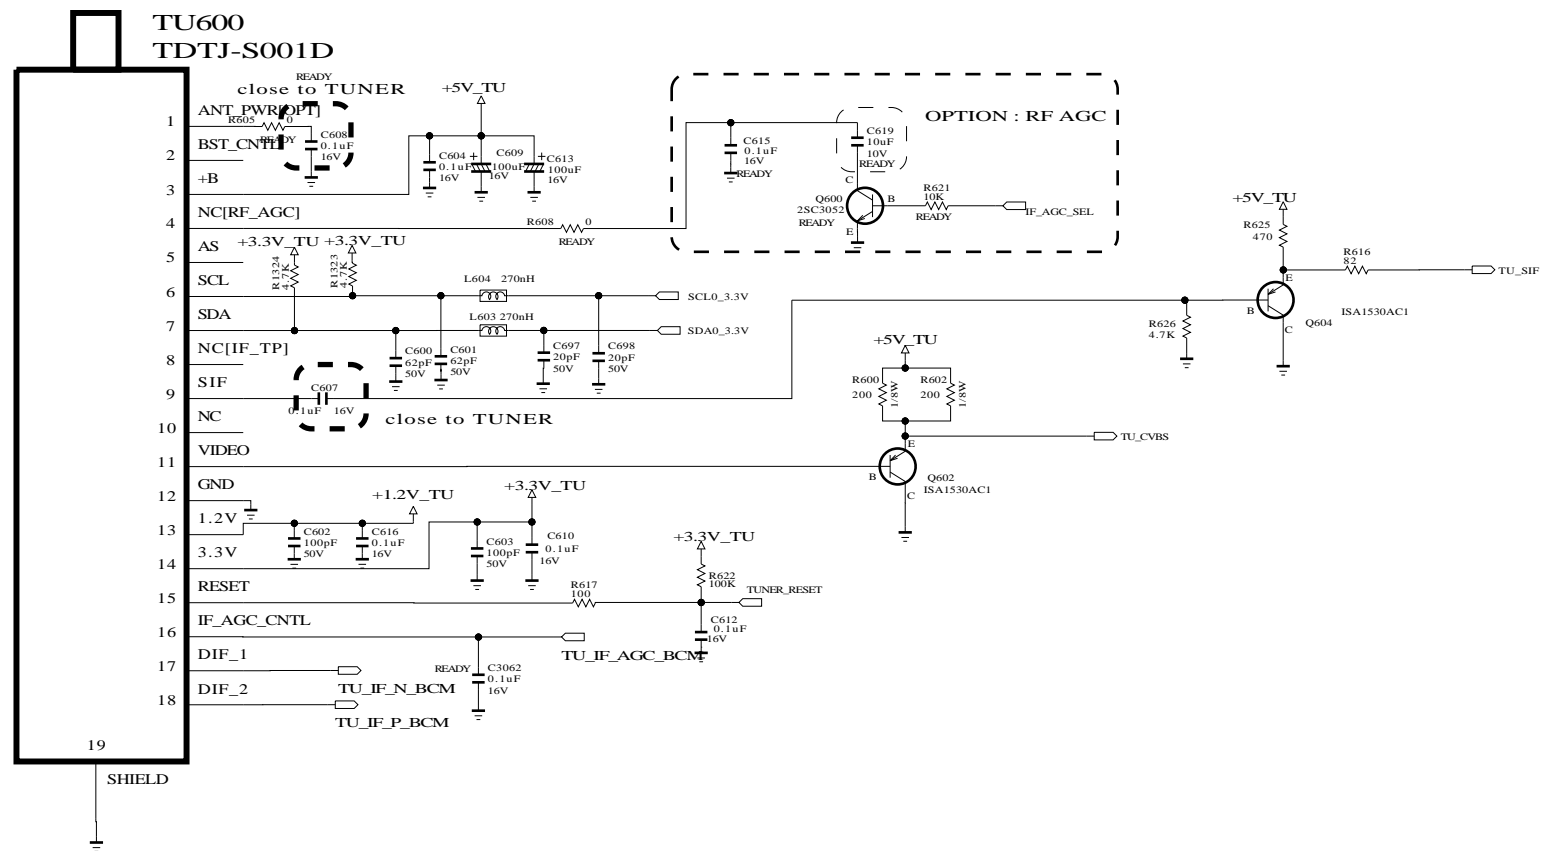 TU600
TDTJ-S001D
READY
close to TUNER
ANT_PWR[OPT]
1
R605
0
READY
C608
0.1uF
16V
BST_CNTL
2
+B
3
+5V_TU
C604
0.1uF
16V
C609
100uF
16V
C613
100uF
16V
NC[RF_AGC]
4
R608
0
READY
OPTION : RF AGC
C615
0.1uF
16V
READY
C619
10uF
10V
READY
C
Q600
2SC3052
READY
B
E
R621
10K
READY
IF_AGC_SEL
AS
5
+3.3V_TU
+3.3V_TU
R1324
4.7K
R1323
4.7K
SCL
6
L604 270nH
SCL0_3.3V
SDA
7
L603 270nH
SDA0_3.3V
C600
62pF
50V
C601
62pF
50V
C697
20pF
50V
C698
20pF
50V
NC[IF_TP]
8
SIF
9
C607
0.1uF
16V
close to TUNER
+5V_TU
R625
470
R616
82
TU_SIF
E
B
C
Q604
ISA1530AC1
R626
4.7K
NC
10
VIDEO
11
+5V_TU
R600
200
1/8W
R602
200
1/8W
TU_CVBS
E
B
C
Q602
ISA1530AC1
GND
12
1.2V
13
+1.2V_TU
C602
100pF
50V
C616
0.1uF
16V
3.3V
14
+3.3V_TU
C603
100pF
50V
C610
0.1uF
16V
RESET
15
R617
100
+3.3V_TU
R622
100K
TUNER_RESET
C612
0.1uF
16V
IF_AGC_CNTL
16
TU_IF_AGC_BCM
READY
C3062
0.1uF
16V
DIF_1
17
TU_IF_N_BCM
DIF_2
18
TU_IF_P_BCM
19
SHIELD